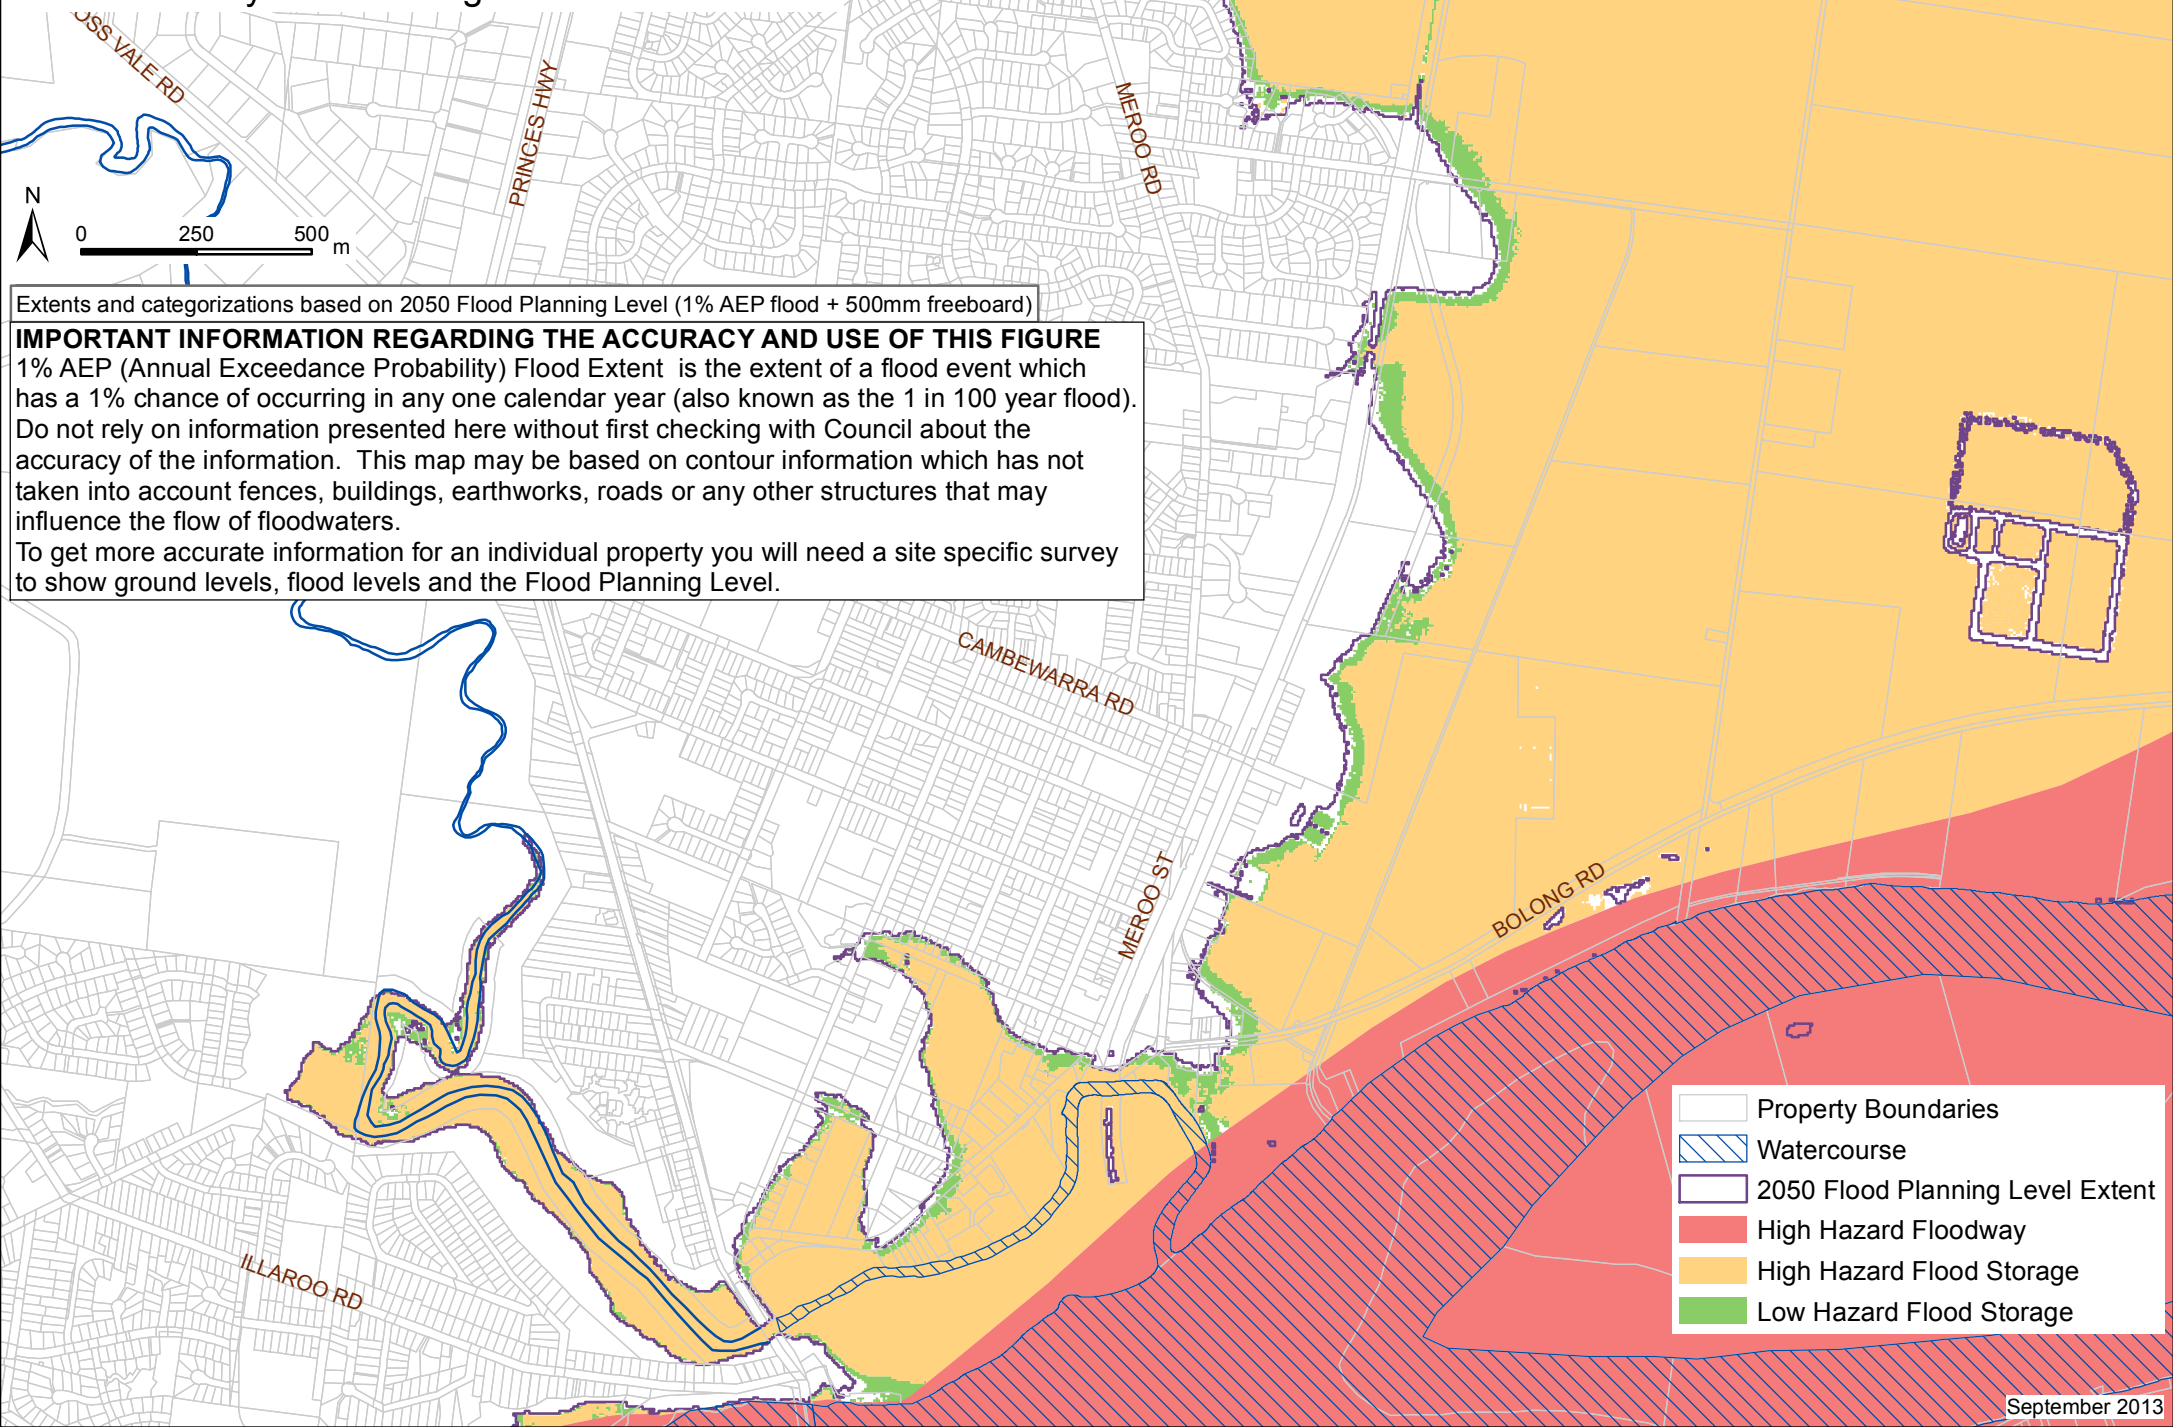 OSS VALE RD
PRINCES HWY
MEROO RD
N
0 250 500 m
Extents and categorizations based on 2050 Flood Planning Level (1% AEP flood + 500mm freeboard)
IMPORTANT INFORMATION REGARDING THE ACCURACY AND USE OF THIS FIGURE
1% AEP (Annual Exceedance Probability) Flood Extent is the extent of a flood event which
has a 1% chance of occurring in any one calendar year (also known as the 1 in 100 year flood).
Do not rely on information presented here without first checking with Council about the
accuracy of the information. This map may be based on contour information which has not
taken into account fences, buildings, earthworks, roads or any other structures that may
influence the flow of floodwaters.
To get more accurate information for an individual property you will need a site specific survey
to show ground levels, flood levels and the Flood Planning Level.
CAMBEWARRA RD
MEROO ST
BOLONG RD
ILLAROO RD
Property Boundaries
Watercourse
2050 Flood Planning Level Extent
High Hazard Floodway
High Hazard Flood Storage
Low Hazard Flood Storage
September 2013